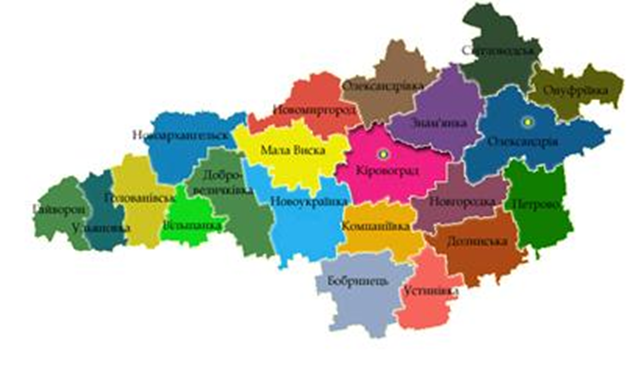 Світловодськ
Олександрівка
Онуфріївка
Новомиргород
Знам'янка
Новоархангельськ
Олександрія
Мала Виска
Кіровоград
Добро-
величківка
Голованівськ
Новоукраїнка
Новгородка
Петрово
Гайворон
Ульяновка
Вільшанка
Компаніївка
Долинська
Бобринець
Устинівка